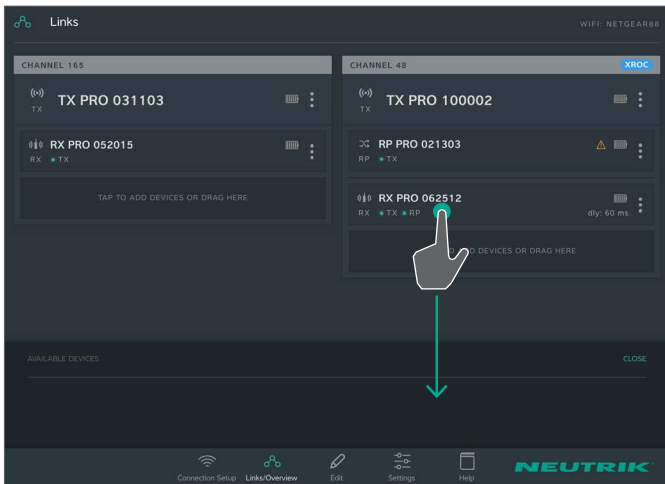 Links
WIFI: NETGEAR88
CHANNEL 165
TX
TX PRO 031103
RX PRO 052015
RX TX
TAP TO ADD DEVICES OR DRAG HERE
CHANNEL 48 XROC
TX
TX PRO 100002
RP PRO 021303
RP TX
RX PRO 062512
RX TX RP dly: 60 ms
ADD DEVICES OR DRAG HERE
AVAILABLE DEVICES CLOSE
Connection Setup Links/Overview Edit Settings Help NEUTRIK